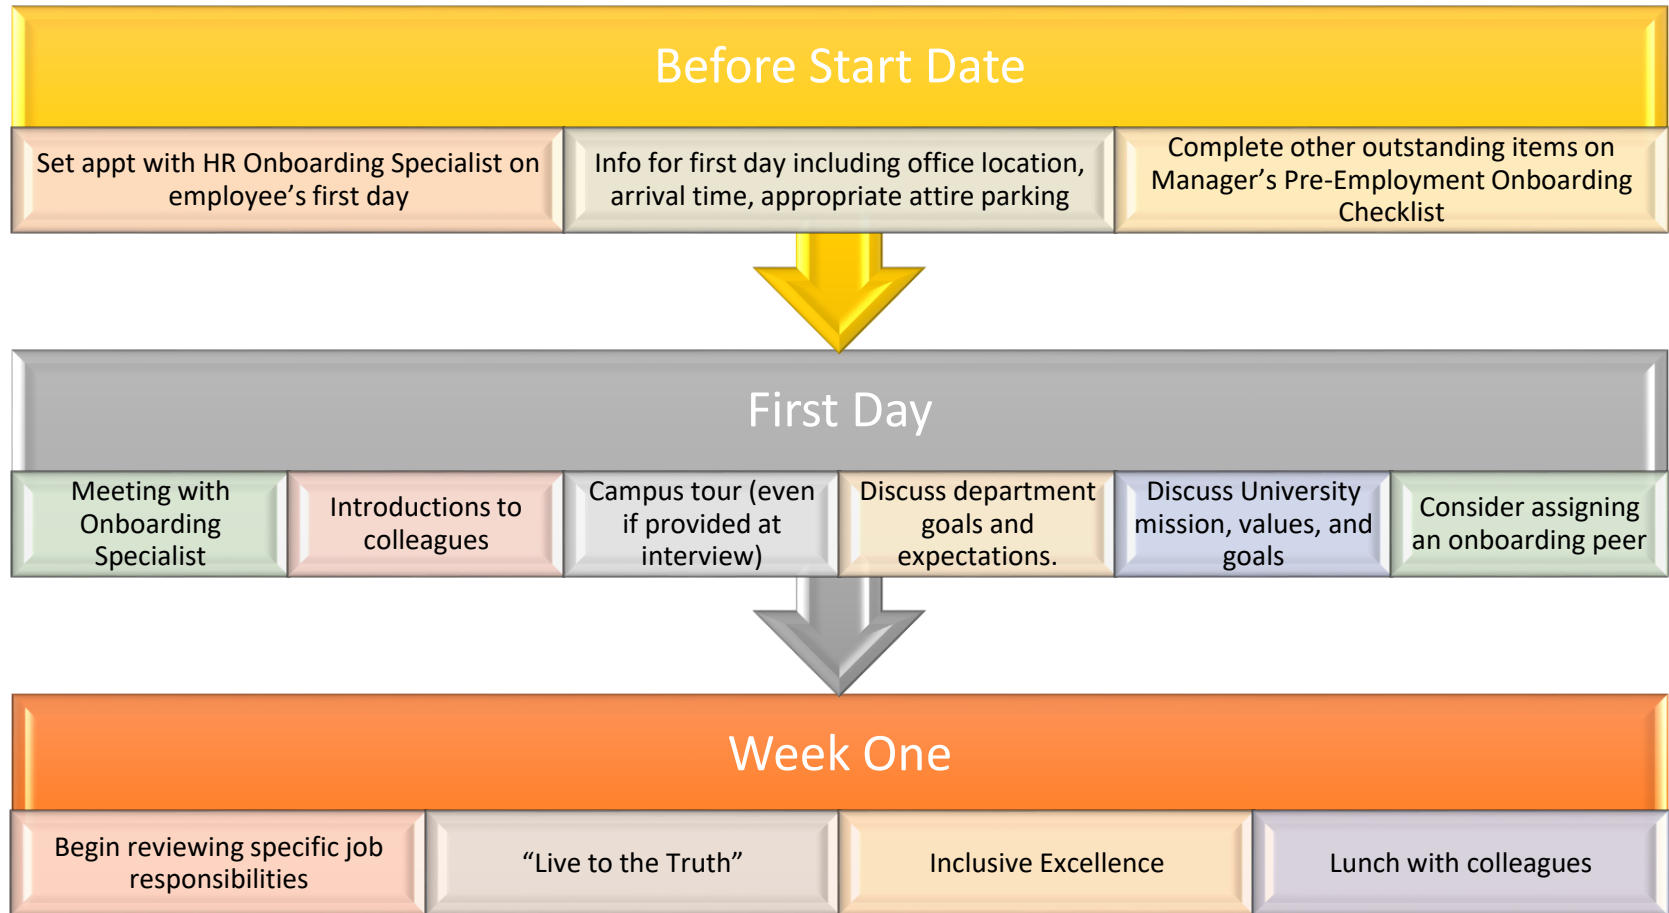 Before Start Date
Set appt with HR Onboarding Specialist on
employee’s first day
Info for first day including office location,
arrival time, appropriate attire parking
Complete other outstanding items on
Manager’s Pre-Employment Onboarding
Checklist
First Day
Meeting with
Onboarding
Specialist
Introductions to
colleagues
Campus tour (even
if provided at
interview)
Discuss department
goals and
expectations.
Discuss University
mission, values, and
goals
Consider assigning
an onboarding peer
Week One
Begin reviewing specific job
responsibilities
“Live to the Truth”
Inclusive Excellence
Lunch with colleagues